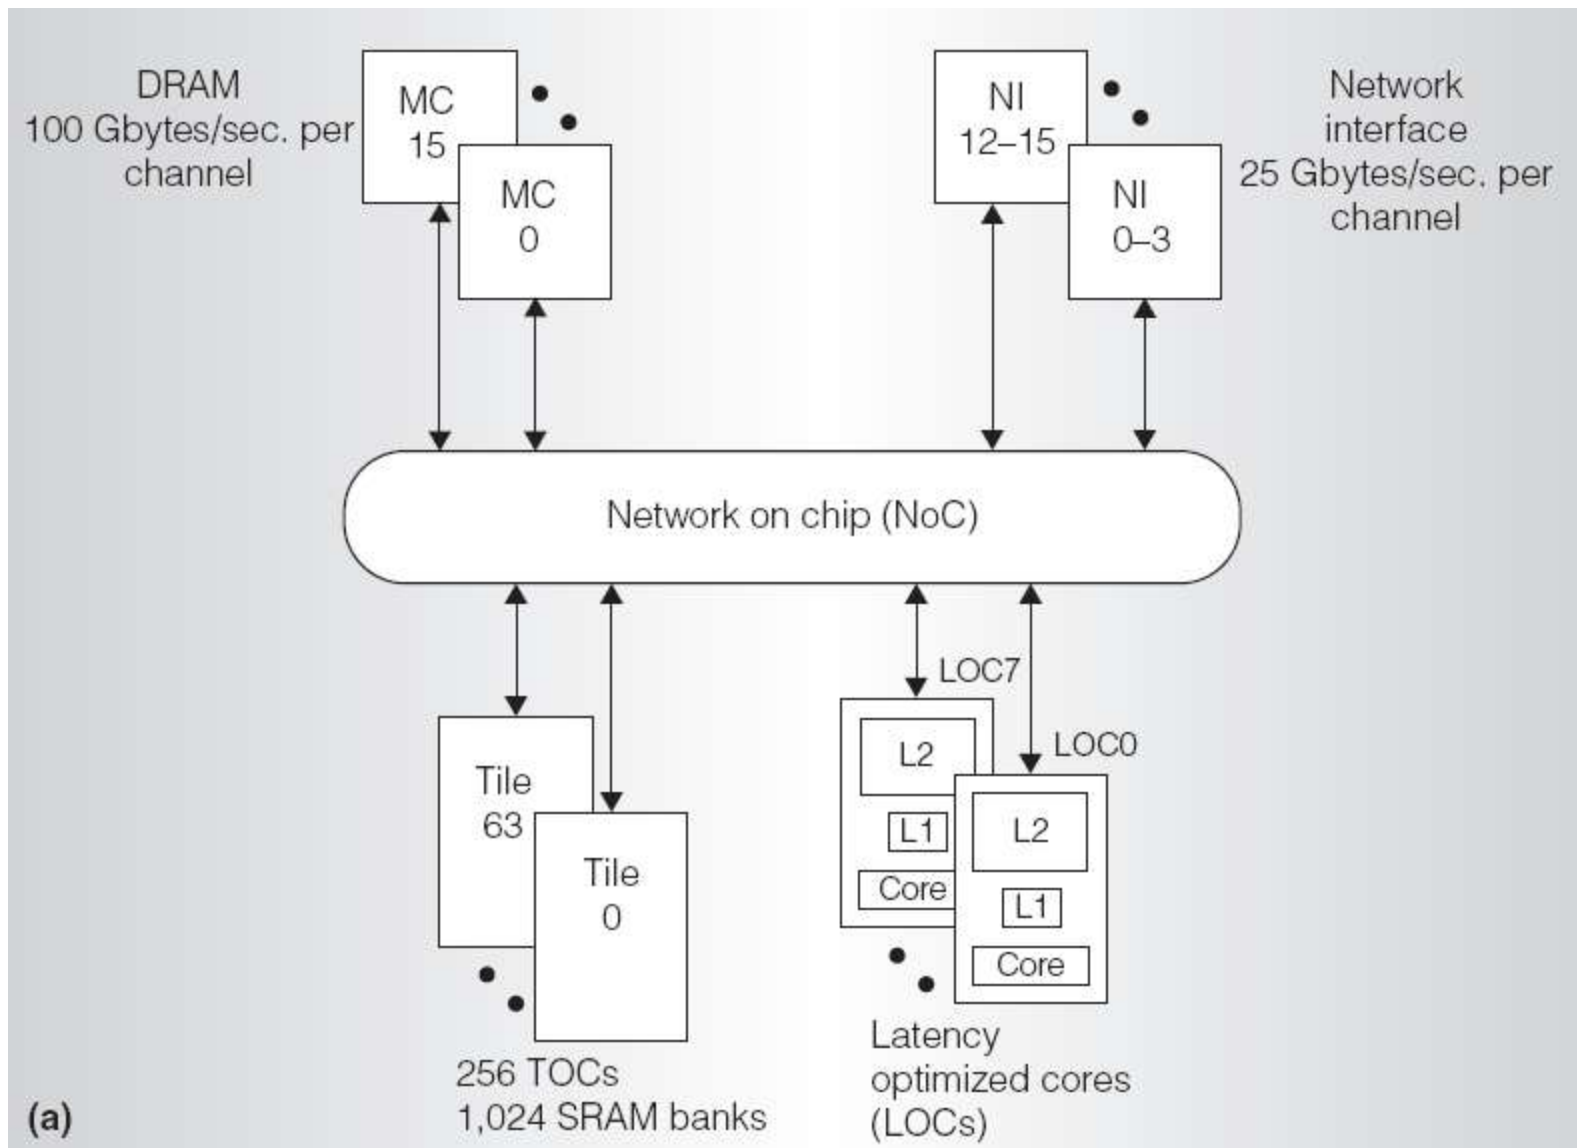 DRAM
100 Gbytes/sec. per
channel
MC
15
MC
0
NI
12–15
NI
0–3
Network
interface
25 Gbytes/sec. per
channel
Network on chip (NoC)
Tile
63
Tile
0
256 TOCs
1,024 SRAM banks
LOC7
L2
L1
Core
LOC0
L2
L1
Core
Latency
optimized cores
(LOCs)
(a)